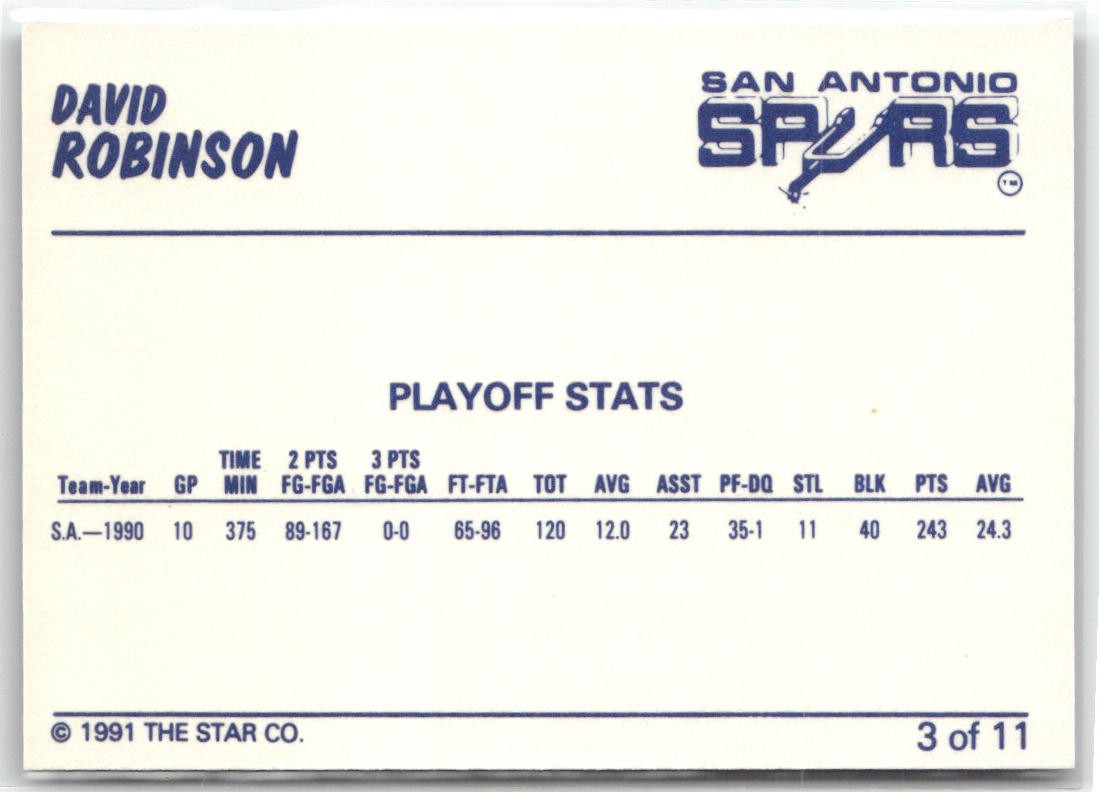 DAVID
ROBINSON
SAN ANTONIO
SPURS
TM
PLAYOFF STATS
TIME 2 PTS 3 PTS
Team-Year GP MIN FG-FGA FG-FGA FT-FTA TOT AVG ASST PF-DQ STL BLK PTS AVG
S.A.—1990 10 375 89-167 0-0 65-96 120 12.0 23 35-1 11 40 243 24.3
© 1991 THE STAR CO.
3 of 11